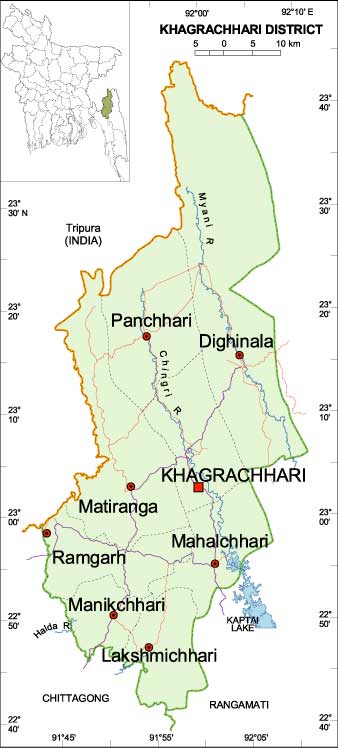 92°00'
92°10' E
KHAGRACHHARI DISTRICT
5 0 5 10 km
23°
40'
23°
40'
Myani R
23°
30' N
23°
30'
Tripura
(INDIA)
23°
20'
23°
20'
Panchhari
Dighinala
Chingri R
23°
10'
23°
10'
KHAGRACHHARI
Matiranga
23°
00'
23°
00'
Mahalchhari
Ramgarh
Manikchhari
22°
50'
22°
50'
Halda R
KAPTAI
LAKE
Lakshmichhari
CHITTAGONG
RANGAMATI
22°
40'
22°
40'
91°45'
91°55'
92°05'